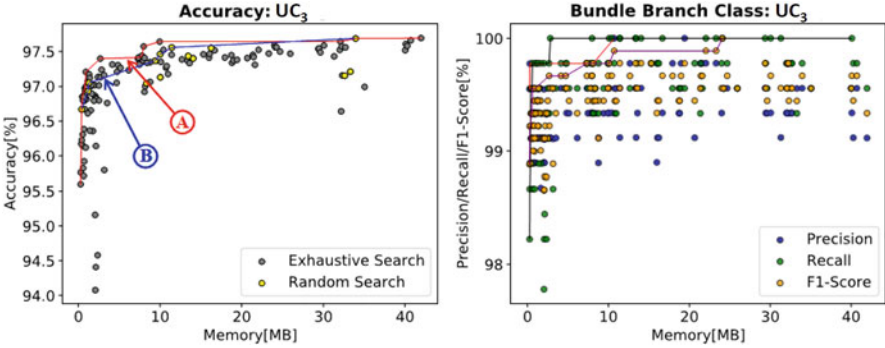 Accuracy: UC3
Accuracy[%]
97.5
97.0
96.5
96.0
95.5
95.0
94.5
94.0
A
B
Exhaustive Search
Random Search
0 10 20 30 40
Memory[MB]
Bundle Branch Class: UC3
Precision/Recall/F1-Score[%]
100
99
98
Precision
Recall
F1-Score
0 10 20 30 40
Memory[MB]